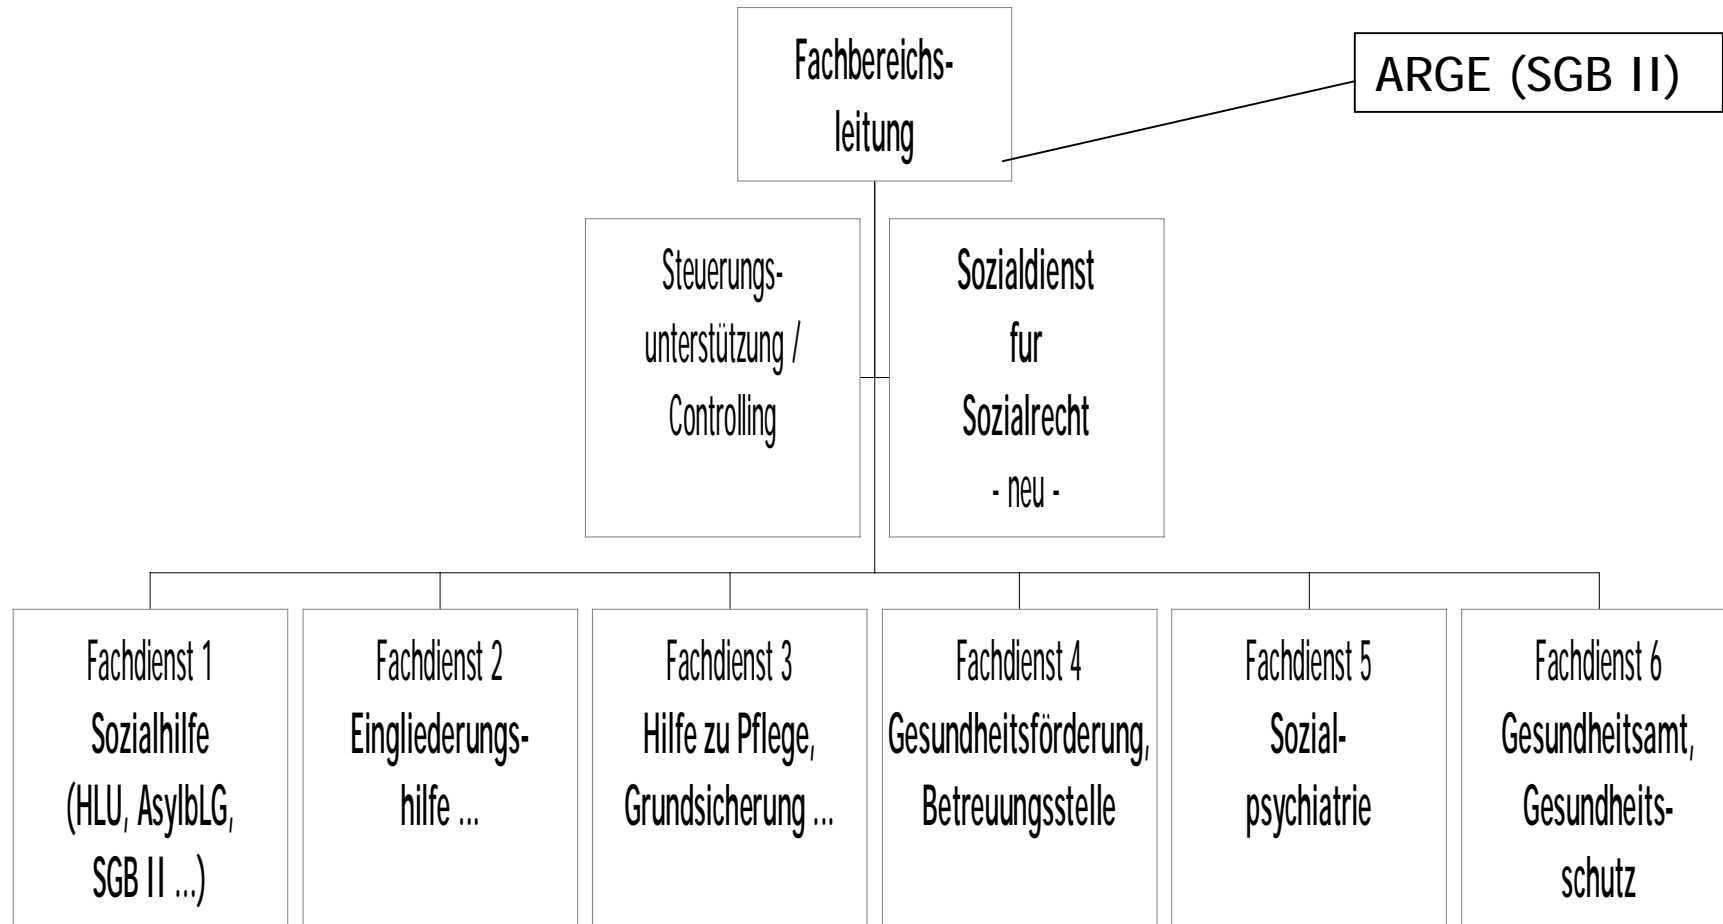 Fachbereichs-
leitung
ARGE (SGB II)
Steuerungs-
unterstützung /
Controlling
Sozialdienst
fur
Sozialrecht
- neu -
Fachdienst 1
Sozialhilfe
(HLU, AsylbLG,
SGB II ...)
Fachdienst 2
Eingliederungs-
hilfe ...
Fachdienst 3
Hilfe zu Pflege,
Grundsicherung ...
Fachdienst 4
Gesundheitsförderung,
Betreuungsstelle
Fachdienst 5
Sozial-
psychiatrie
Fachdienst 6
Gesundheitsamt,
Gesundheits-
schutz